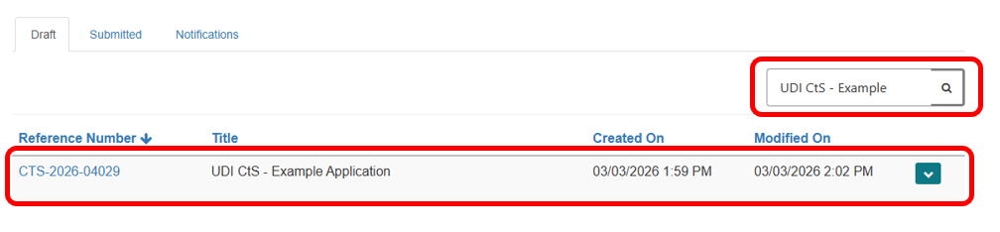 Draft Submitted Notifications
UDI CtS - Example
Reference Number Title Created On Modified On
CTS-2026-04029 UDI CtS - Example Application 03/03/2026 1:59 PM 03/03/2026 2:02 PM